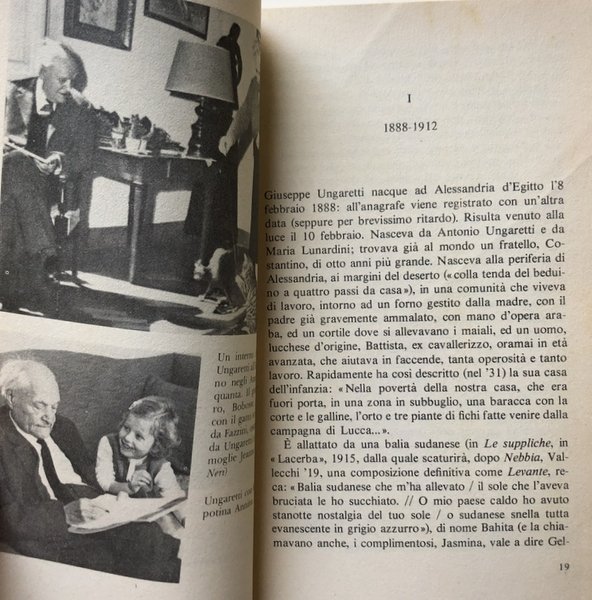 Un interno
Ungaretti al
no negli
quanta. Il
ro, Bobos
con il gatto
da Fazzini,
da Ungaretti
moglie Jeanne
Neri)
Ungaretti con
potina Annina
I
1888-1912
Giuseppe Ungaretti nacque ad Alessandria d'Egitto l'8
febbraio 1888: all'anagrafe viene registrato con un'altra
data (seppure per brevissimo ritardo). Risulta venuto alla
luce il 10 febbraio. Nasceva da Antonio Ungaretti e da
Maria Lunardini; trovava già al mondo un fratello, Co-
stantino, di otto anni più grande. Nasceva alla periferia di
Alessandria, ai margini del deserto (« colla tenda del bedui-
no a quattro passi da casa »), in una comunità che viveva
di lavoro, intorno ad un forno gestito dalla madre, con il
padre già gravemente ammalato, con mano d'opera ara-
ba, ed un cortile dove si allevavano i maiali, ed un uomo,
lucchese d'origine, Battista, ex cavallerizzo, oramai in età
avanzata, che aiutava in faccende, tanta operosità e tanto
lavoro. Rapidamente ha così descritto (nel '31) la sua casa
dell'infanzia: « Nella povertà della nostra casa, che era
fuori porta, in una zona in subbuglio, una baracca con la
corte e le galline, l'orto e tre piante di fichi fatte venire dalla
campagna di Lucca... ».
È allattato da una balia sudanese (in Le suppliche, in
« Lacerba », 1915, dalla quale scaturirà, dopo Nebbia, Val-
lecchi '19, una composizione definitiva come Levante, re-
ca: « Balia sudanese che m'ha allevato / il sole che t'aveva
bruciata le ho succhiato. // O mio paese caldo ho avuto
stanotte nostalgia del tuo sole / o sudanese snella tutta
evanescente in grigio azzurro »), di nome Bahita (e la chia-
mavano anche, i complimentosi, Jasmina, vale a dire Gel-
19